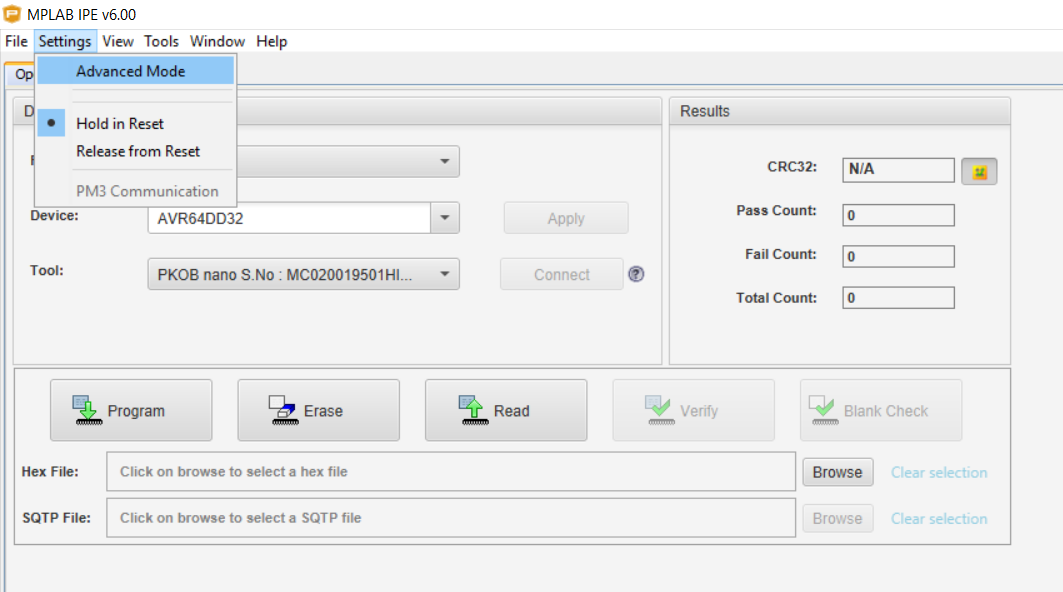 MPLAB IPE v6.00
File Settings View Tools Window Help
Advanced Mode
Hold in Reset
Release from Reset
PM3 Communication
Op
D
Device:
AVR64DD32
Apply
Tool:
PKOB nano S.No : MC020019501HI...
Connect
?
Results
CRC32:
N/A
Pass Count:
0
Fail Count:
0
Total Count:
0
Program
Erase
Read
Verify
Blank Check
Hex File:
Click on browse to select a hex file
Browse
Clear selection
SQTP File:
Click on browse to select a SQTP file
Browse
Clear selection